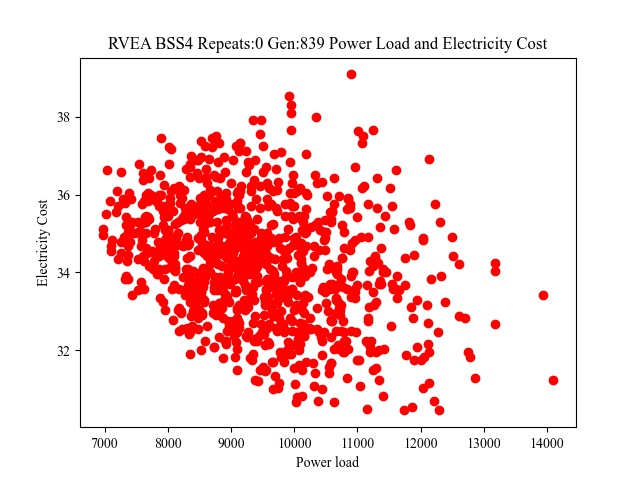 RVEA BSS4 Repeats:0 Gen:839 Power Load and Electricity Cost
38
36
34
32
Electricity Cost
7000 8000 9000 10000 11000 12000 13000 14000
Power load